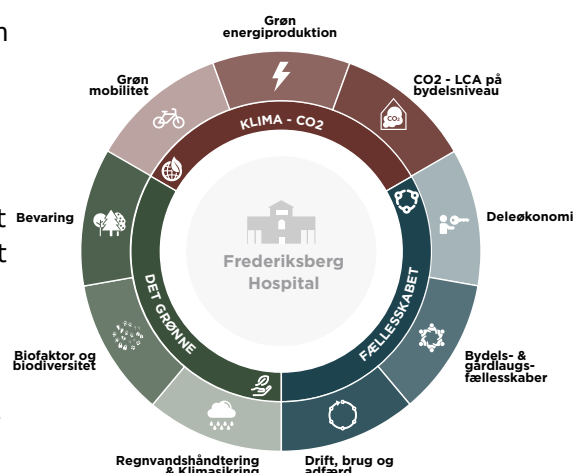 Grøn
energiproduktion
Grøn
mobilitet
CO2 - LCA på
bydelsniveau
KLIMA - CO2
CO2
Bevaring
Deleøkonomi
Frederiksberg
Hospital
DET GRØNNE
FÆLLESSKABET
Biofaktor og
biodiversitet
Bydels- &
gårdlaugs-
fællesskaber
Regnvandshåndtering
& Klimasikring
Drift, brug og
adfærd